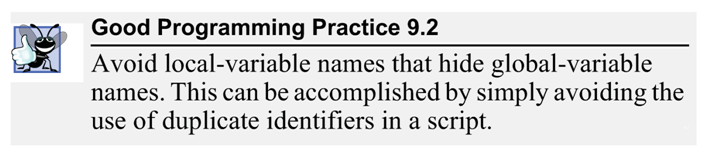 Good Programming Practice 9.2
Avoid local-variable names that hide global-variable
names. This can be accomplished by simply avoiding the
use of duplicate identifiers in a script.